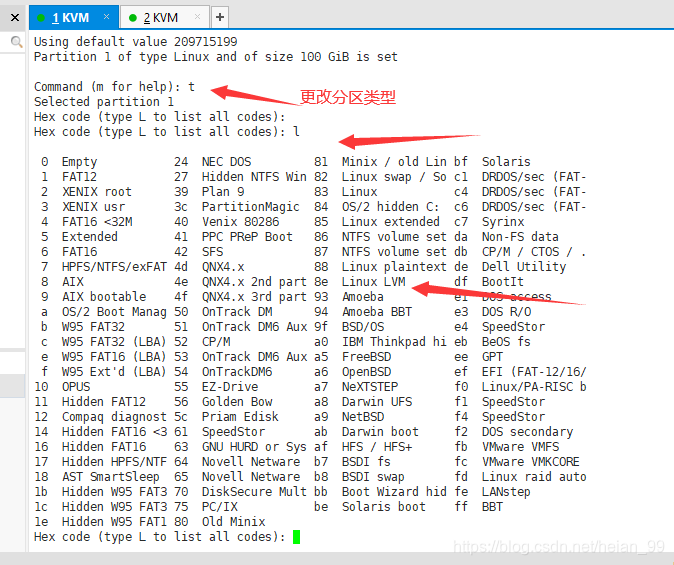 1 KVM × 2 KVM × +
Using default value 209715199
Partition 1 of type Linux and of size 100 GiB is set
Command (m for help): t
更改分区类型
Selected partition 1
Hex code (type L to list all codes):
Hex code (type L to list all codes): l
0 Empty 24 NEC DOS 81 Minix / old Lin bf Solaris
1 FAT12 27 Hidden NTFS Win 82 Linux swap / So c1 DRDOS/sec (FAT-
2 XENIX root 39 Plan 9 83 Linux c4 DRDOS/sec (FAT-
3 XENIX usr 3c PartitionMagic 84 OS/2 hidden C: c6 DRDOS/sec (FAT-
4 FAT16 <32M 40 Venix 80286 85 Linux extended c7 Syrinx
5 Extended 41 PPC PReP Boot 86 NTFS volume set da Non-FS data
6 FAT16 42 SFS 87 NTFS volume set db CP/M / CTOS / .
7 HPFS/NTFS/exFAT 4d QNX4.x 88 Linux plaintext de Dell Utility
8 AIX 4e QNX4.x 2nd part 8e Linux LVM df BootIt
9 AIX bootable 4f QNX4.x 3rd part 93 Amoeba e1 DOS access
a OS/2 Boot Manag 50 OnTrack DM 94 Amoeba BBT e3 DOS R/O
b W95 FAT32 51 OnTrack DM6 Aux 9f BSD/OS e4 SpeedStor
c W95 FAT32 (LBA) 52 CP/M a0 IBM Thinkpad hi eb BeOS fs
e W95 FAT16 (LBA) 53 OnTrack DM6 Aux a5 FreeBSD ee GPT
f W95 Ext'd (LBA) 54 OnTrackDM6 a6 OpenBSD ef EFI (FAT-12/16/
10 OPUS 55 EZ-Drive a7 NeXTSTEP f0 Linux/PA-RISC b
11 Hidden FAT12 56 Golden Bow a8 Darwin UFS f1 SpeedStor
12 Compaq diagnost 5c Priam Edisk a9 NetBSD f4 SpeedStor
14 Hidden FAT16 <3 61 SpeedStor ab Darwin boot f2 DOS secondary
16 Hidden FAT16 63 GNU HURD or Sys af HFS / HFS+ fb VMware VMFS
17 Hidden HPFS/NTF 64 Novell Netware b7 BSDI fs fc VMware VMKCORE
18 AST SmartSleep 65 Novell Netware b8 BSDI swap fd Linux raid auto
1b Hidden W95 FAT3 70 DiskSecure Mult bb Boot Wizard hid fe LANstep
1c Hidden W95 FAT3 75 PC/IX be Solaris boot ff BBT
1e Hidden W95 FAT1 80 Old Minix
Hex code (type L to list all codes):
https://blog.csdn.net/heian_99